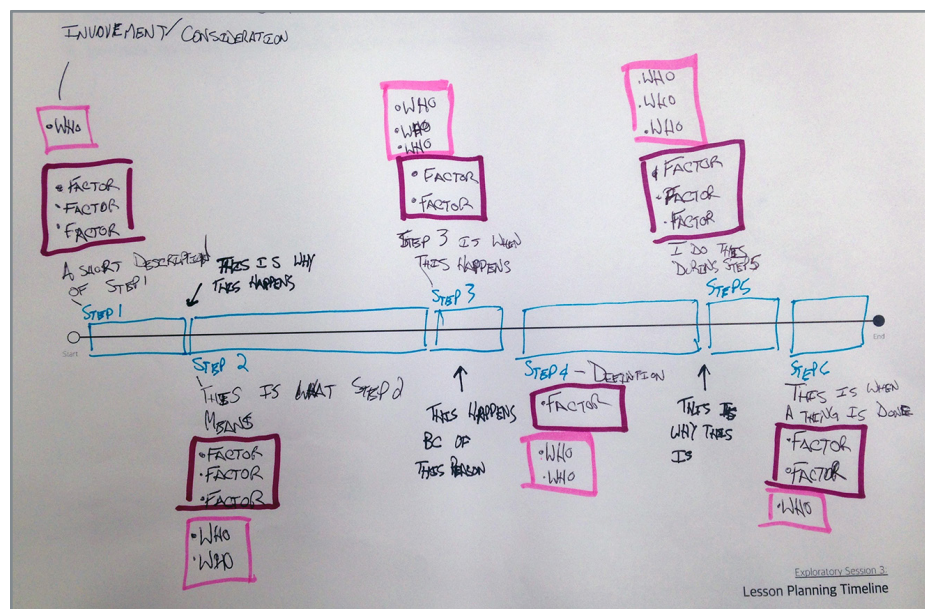 INVOVEMENT/CONSIDERATION
•WHO
•FACTOR
•FACTOR
•FACTOR
A SHORT DESCRIPTION
OF STEP 1
STEP 1
THIS IS WHY
THIS HAPPENS
STEP 2
THIS IS WHAT STEP 2
MEANS
•FACTOR
•FACTOR
•FACTOR
•WHO
•WHO
•WHO
•WHO
•WHO
•FACTOR
•FACTOR
STEP 3 IS WHEN
THIS HAPPENS
STEP 3
THIS HAPPENS
BC OF
THIS REASON
STEP 4 - DEFINITION
•FACTOR
•WHO
•WHO
•WHO
•WHO
•WHO
•FACTOR
•FACTOR
•FACTOR
I DO THIS
DURING STEP 5
STEP 5
THIS IS
WHY THIS
IS
STEP 6
THIS IS WHEN
A THING IS DONE
•FACTOR
•FACTOR
•WHO
Start
End
Exploratory Session 3:
Lesson Planning Timeline